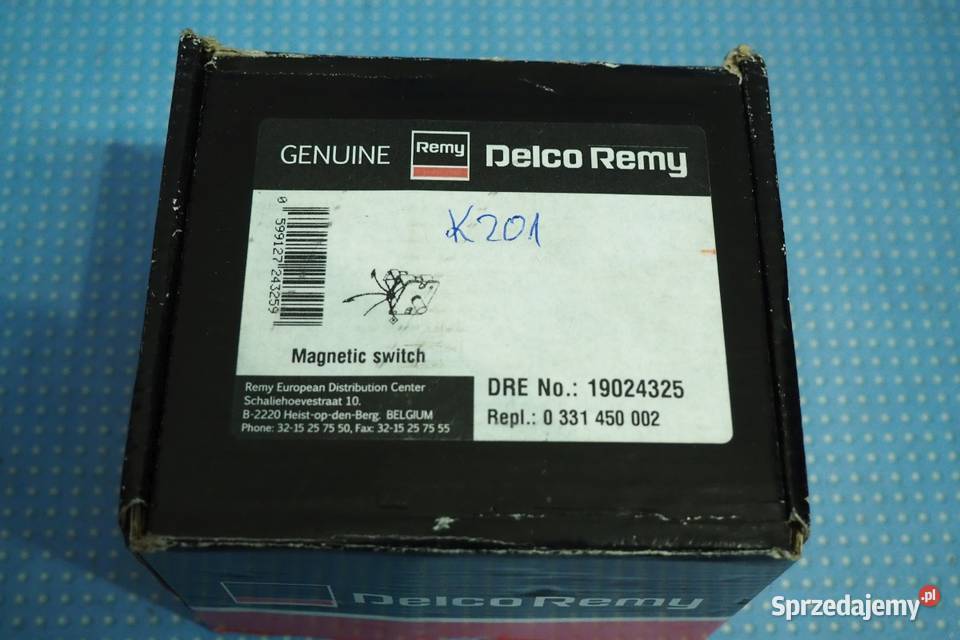 GENUINE Remy Delco Remy
K201
0 599127 243259
Magnetic switch
Remy European Distribution Center
Schaliehoevestraat 10.
B-2220 Heist-op-den-Berg. BELGIUM
Phone: 32-15 25 75 50, Fax: 32-15 25 75 55
DRE No.: 19024325
Repl.: 0 331 450 002
Delco Remy
Sprzedajemy.pl